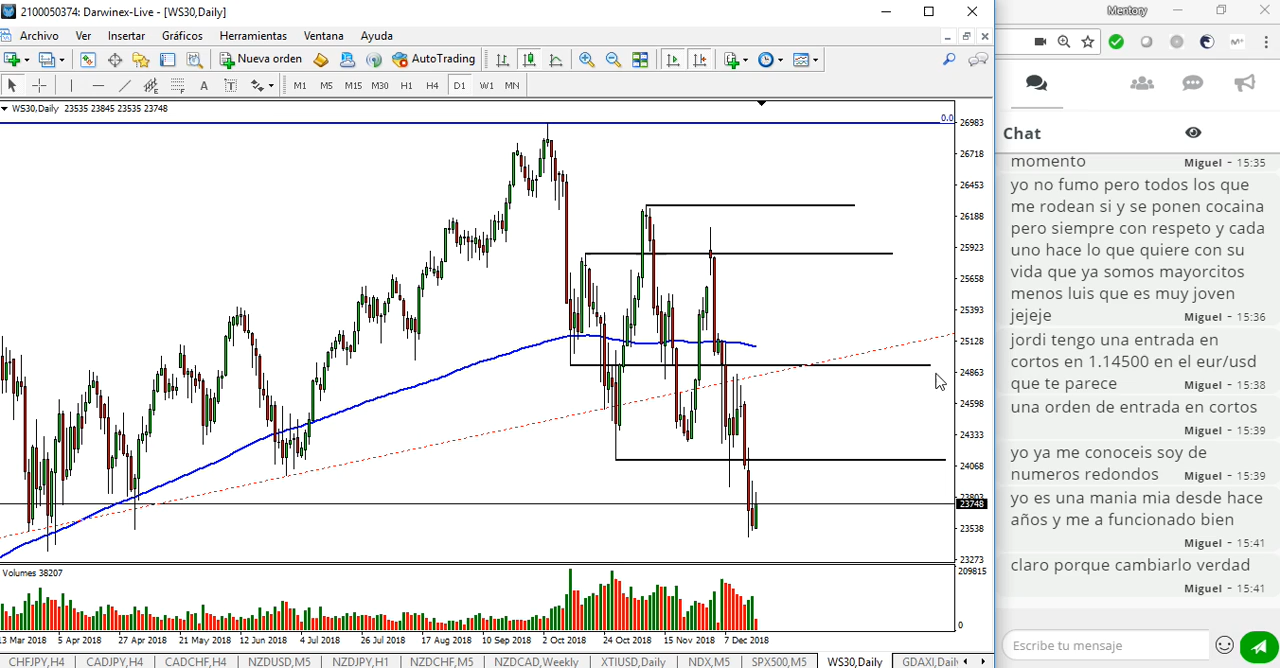 2100050374: Darwinex-Live - [WS30,Daily]
Mentory
Archivo Ver Insertar Gráficos Herramientas Ventana Ayuda
Nueva orden AutoTrading
M1 M5 M15 M30 H1 H4 D1 W1 MN
WS30,Daily 23535 23845 23535 23748
0.0
26983
26718
26453
26188
25923
25658
25393
25128
24863
24598
24333
24068
23803
23748
23538
23273
Volumes 38207
209815
0
13 Mar 2018 5 Apr 2018 27 Apr 2018 21 May 2018 12 Jun 2018 4 Jul 2018 26 Jul 2018 17 Aug 2018 10 Sep 2018 2 Oct 2018 24 Oct 2018 15 Nov 2018 7 Dec 2018
CHFJPY,H4 CADJPY,H4 CADCHF,H4 NZDUSD,M5 NZDJPY,H1 NZDCHF,M5 NZDCAD,Weekly XTIUSD,Daily NDX,M5 SPX500,M5 WS30,Daily GDAXI,Dail
Chat
momento
Miguel - 15:35
yo no fumo pero todos los que
me rodean si y se ponen cocaina
pero siempre con respeto y cada
uno hace lo que quiere con su
vida que ya somos mayorcitos
menos luis que es muy joven
jejeje
Miguel - 15:36
jordi tengo una entrada en
cortos en 1.14500 en el eur/usd
que te parece
Miguel - 15:38
una orden de entrada en cortos
Miguel - 15:39
yo ya me conoceis soy de
numeros redondos
Miguel - 15:39
yo es una mania mia desde hace
años y me a funcionado bien
Miguel - 15:41
claro porque cambiarlo verdad
Miguel - 15:41
Escribe tu mensaje